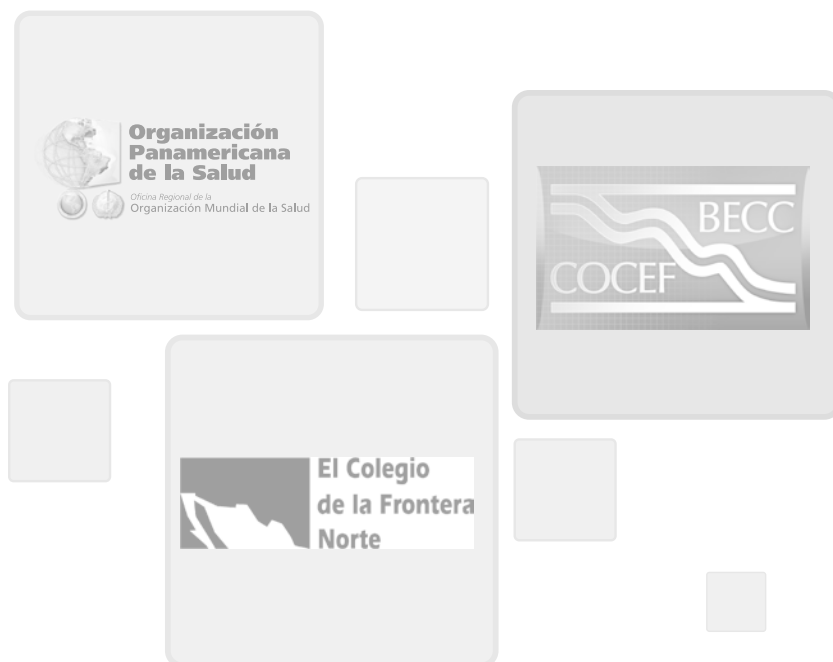 Organización
Panamericana
de la Salud
Oficina Regional de la
Organización Mundial de la Salud
BECC
COCEF
El Colegio
de la Frontera
Norte